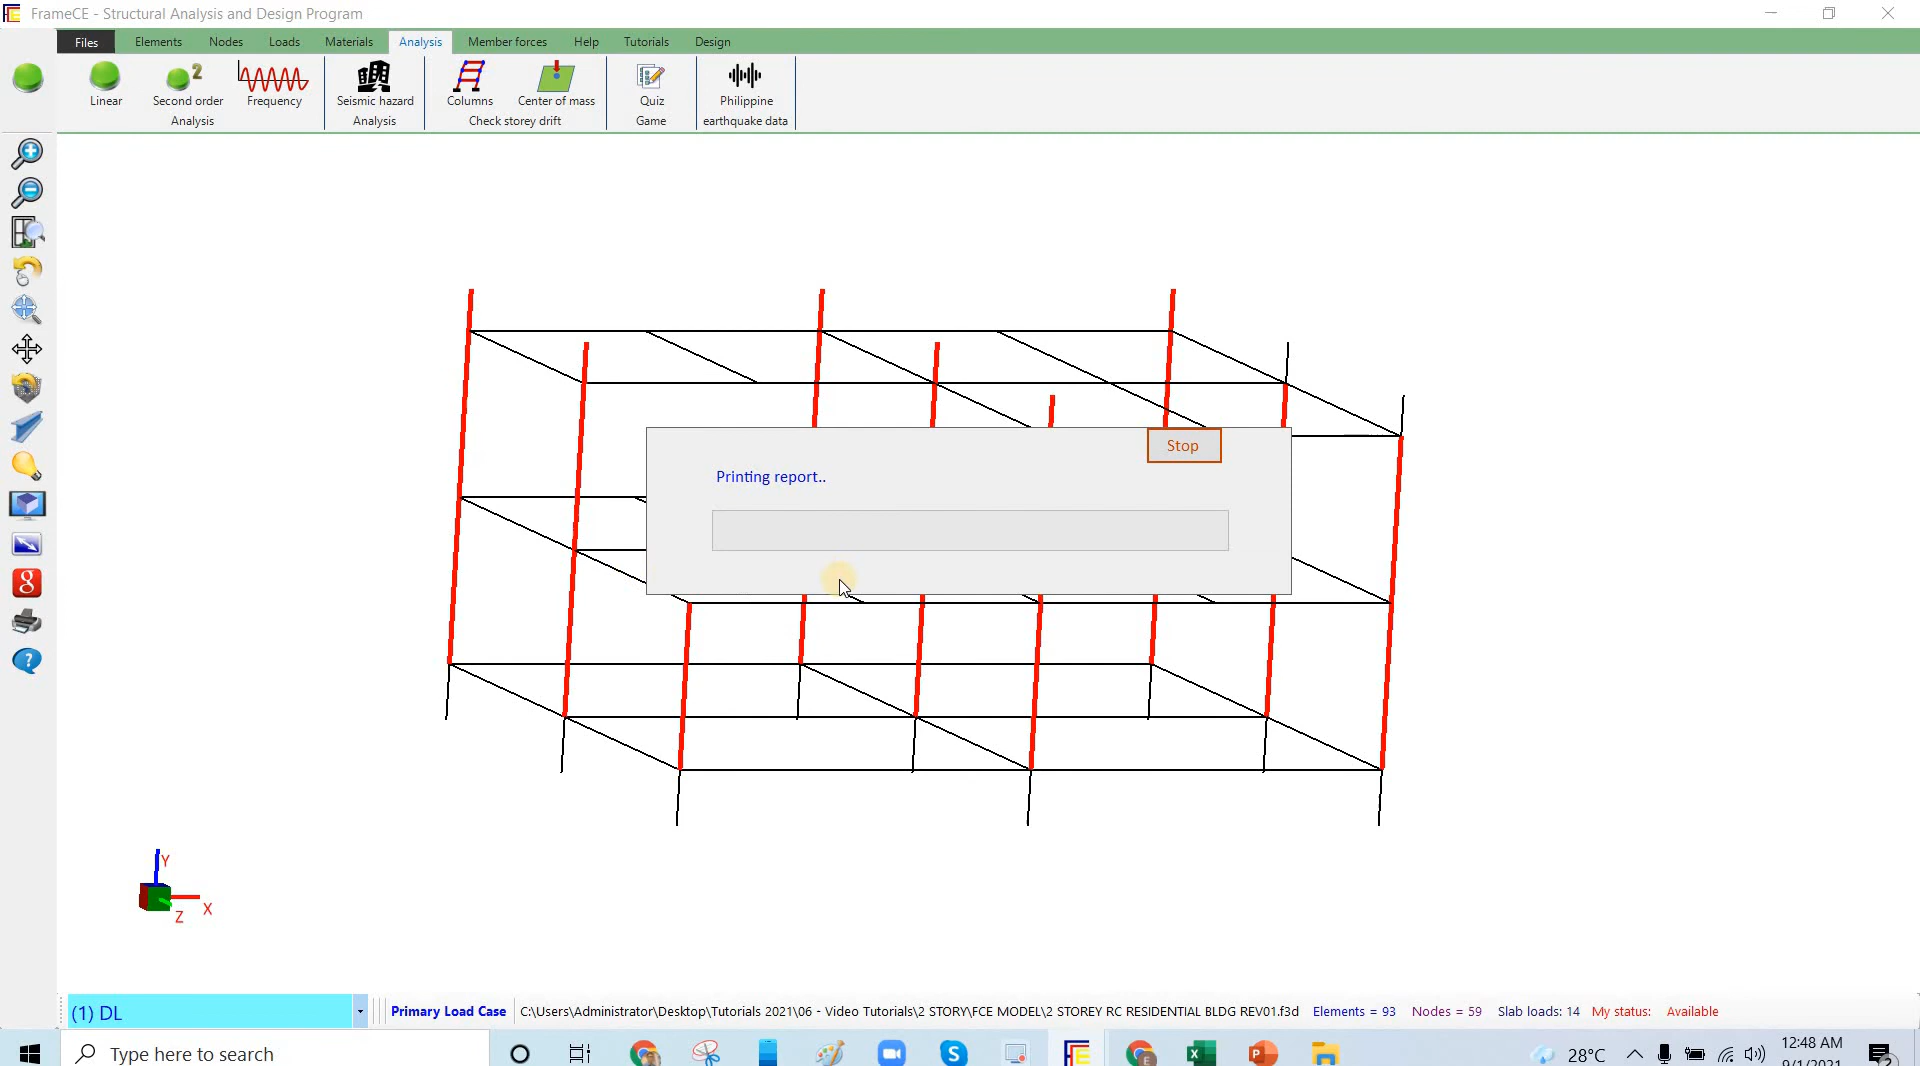 FrameCE - Structural Analysis and Design Program
Files Elements Nodes Loads Materials Analysis Member forces Help Tutorials Design
Linear Second order Frequency Seismic hazard Columns Center of mass Quiz Philippine
Analysis Analysis Check storey drift Game earthquake data
Stop
Printing report..
Y
X
Z
(1) DL Primary Load Case C:\Users\Administrator\Desktop\Tutorials 2021\06 - Video Tutorials\2 STORY\FCE MODEL\2 STOREY RC RESIDENTIAL BLDG REV01.f3d Elements = 93 Nodes = 59 Slab loads: 14 My status: Available
Type here to search
28°C
12:48 AM
9/1/2021
2